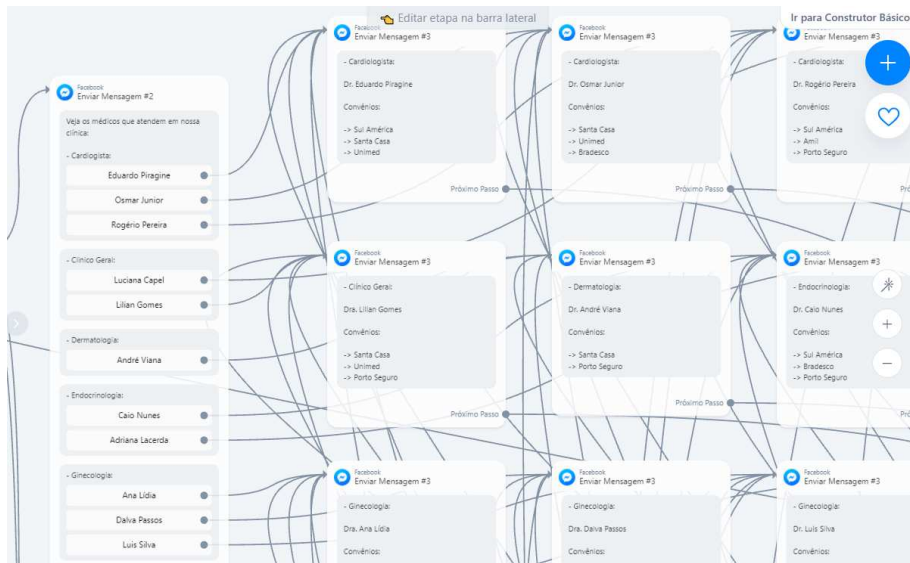 Editar etapa na barra lateral
Ir para Construtor Básico
Facebook
Enviar Mensagem #2
Veja os médicos que atendem em nossa
clínica:
- Cardiologista:
Eduardo Piragine
Osmar Junior
Rogério Pereira
- Clínico Geral:
Luciana Capel
Lilian Gomes
- Dermatologia:
André Viana
- Endocrinologia:
Caio Nunes
Adriana Lacerda
- Ginecologia:
Ana Lídia
Dalva Passos
Luis Silva
Facebook
Enviar Mensagem #3
- Cardiologista:
Dr. Eduardo Piragine
Convênios:
-> Sul América
-> Santa Casa
-> Unimed
Próximo Passo
Facebook
Enviar Mensagem #3
- Cardiologista:
Dr. Osmar Junior
Convênios:
-> Santa Casa
-> Unimed
-> Bradesco
Próximo Passo
Enviar Mensagem #3
- Cardiologista:
Dr. Rogério Pereira
Convênios:
-> Sul América
-> Amil
-> Porto Seguro
Facebook
Enviar Mensagem #3
- Clínico Geral:
Dra. Lilian Gomes
Convênios:
-> Santa Casa
-> Unimed
-> Porto Seguro
Próximo Passo
Facebook
Enviar Mensagem #3
- Dermatologia:
Dr. André Viana
Convênios:
-> Santa Casa
-> Porto Seguro
Próximo Passo
Facebook
Enviar Mensagem #3
- Endocrinologia:
Dr. Caio Nunes
Convênios:
-> Sul América
-> Bradesco
-> Porto Seguro
Facebook
Enviar Mensagem #3
- Ginecologia:
Dra. Ana Lídia
Convênios:
Facebook
Enviar Mensagem #3
- Ginecologia:
Dra. Dalva Passos
Convênios:
Facebook
Enviar Mensagem #3
- Ginecologia:
Dr. Luis Silva
Convênios: